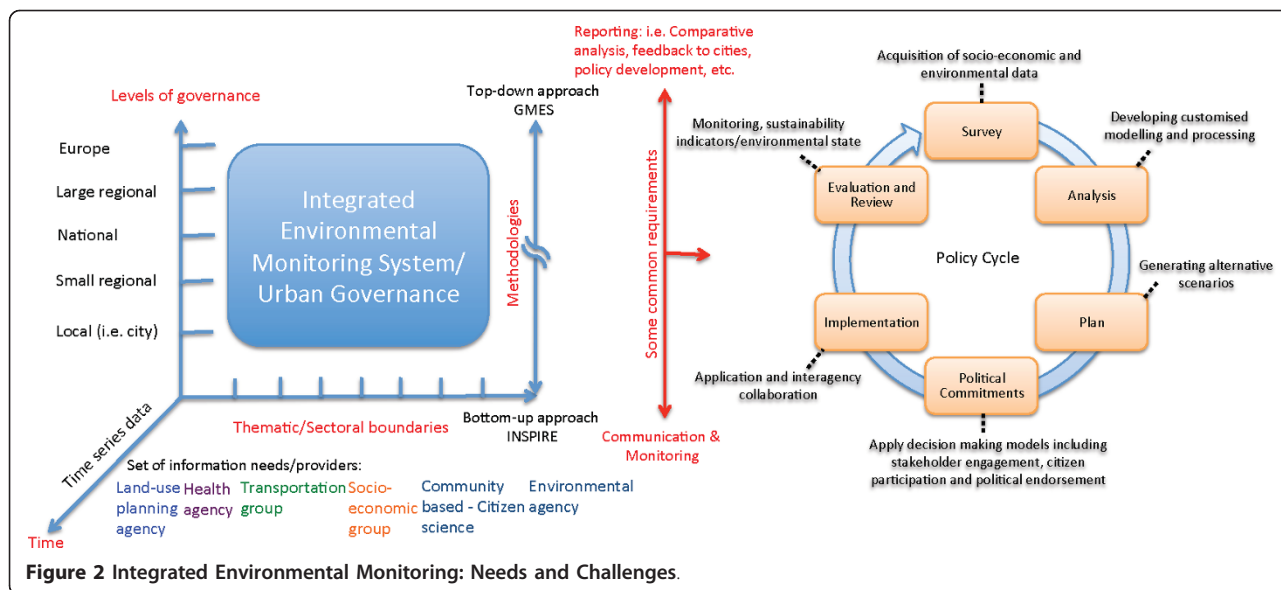 Levels of governance
Europe
Large regional
National
Small regional
Local (i.e. city)
Integrated
Environmental
Monitoring System/
Urban Governance
Top-down approach
GMES
Methodologies
Bottom-up approach
INSPIRE
Thematic/Sectoral boundaries
Time series data
Time
Set of information needs/providers:
Land-use
planning
agency
Health
agency
Transportation
group
Socio-
economic
group
Community
based - Citizen
science
Environmental
agency
Reporting: i.e. Comparative
analysis, feedback to cities,
policy development, etc.
Some common requirements
Communication &
Monitoring
Acquisition of socio-economic and
environmental data
Survey
Developing customised
modelling and processing
Analysis
Generating alternative
scenarios
Plan
Political
Commitments
Apply decision making models including
stakeholder engagement, citizen
participation and political endorsement
Implementation
Application and interagency
collaboration
Monitoring, sustainability
indicators/environmental state
Evaluation and
Review
Policy Cycle
Figure 2 Integrated Environmental Monitoring: Needs and Challenges.